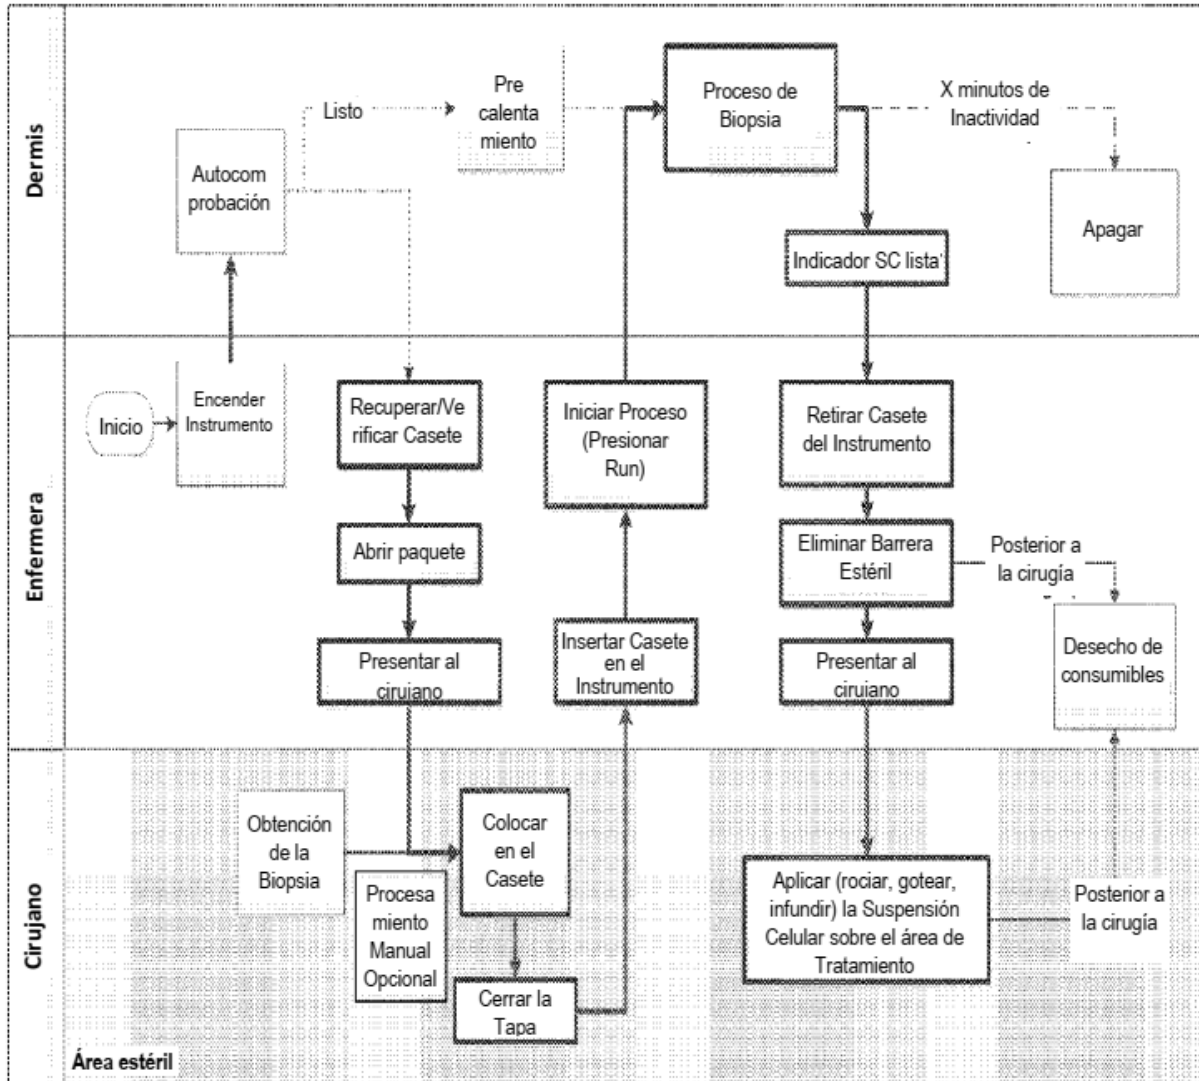 Dermis
Listo
Pre
calenta
miento
Proceso de
Biopsia
X minutos de
Inactividad
Autocom
probación
Indicador SC lista
Apagar
Enfermera
Inicio
Encender
Instrumento
Recuperar/Ve
rificar Casete
Abrir paquete
Presentar al
cirujano
Iniciar Proceso
(Presionar
Run)
Insertar Casete
en el
Instrumento
Retirar Casete
del Instrumento
Eliminar Barrera
Estéril
Posterior a
la cirugía
Presentar al
cirujano
Desecho de
consumibles
Cirujano
Obtención
de la
Biopsia
Procesa
miento
Manual
Opcional
Colocar
en el
Casete
Cerrar la
Tapa
Aplicar (rociar, gotear,
infundir) la Suspensión
Celular sobre el área de
Tratamiento
Posterior a
la cirugía
Área estéril